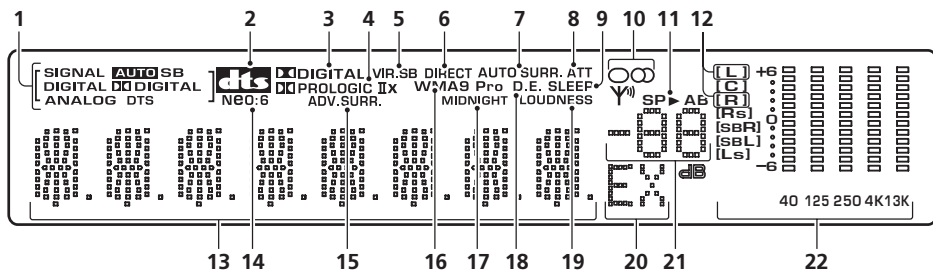 1 2 3 4 5 6 7 8 9 10 11 12
SIGNAL AUTO SB dts DIGITAL VIR.SB DIRECT AUTO SURR. ATT [L] +6
DIGITAL DIGITAL PROLOGIC IIx WMA9 Pro D.E. SLEEP [C]
ANALOG DTS Neo:6 ADV.SURR. MIDNIGHT LOUDNESS SP ▶ AB [R]
[Rs] 0
[SBR]
[SBL]
[Ls] -6
EX dB
40 125 250 4K 13K
13 14 15 16 17 18 19 20 21 22